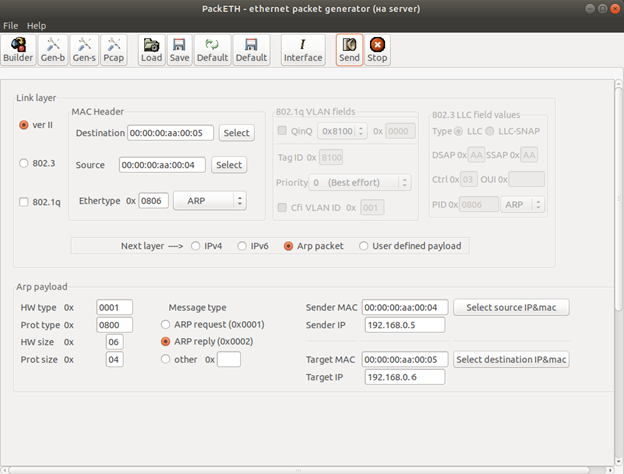 PackETH - ethernet packet generator (на server)
File Help
Builder Gen-b Gen-s Pcap Load Save Default Default Interface Send Stop
Link layer
ver II
802.3
802.1q
MAC Header
Destination 00:00:00:aa:00:05 Select
Source 00:00:00:aa:00:04 Select
Ethertype 0x 0806 ARP
802.1q VLAN fields
QinQ 0x8100 0x 0000
Tag ID 0x 8100
Priority 0 (Best effort)
Cfi VLAN ID 0x 001
802.3 LLC field values
Type LLC LLC-SNAP
DSAP 0x AA SSAP 0x AA
Ctrl 0x 03 OUI 0x
PID 0x 0806 ARP
Next layer ----> IPv4 IPv6 Arp packet User defined payload
Arp payload
HW type 0x 0001
Prot type 0x 0800
HW size 0x 06
Prot size 0x 04
Message type
ARP request (0x0001)
ARP reply (0x0002)
other 0x
Sender MAC 00:00:00:aa:00:04 Select source IP&mac
Sender IP 192.168.0.5
Target MAC 00:00:00:aa:00:05 Select destination IP&mac
Target IP 192.168.0.6